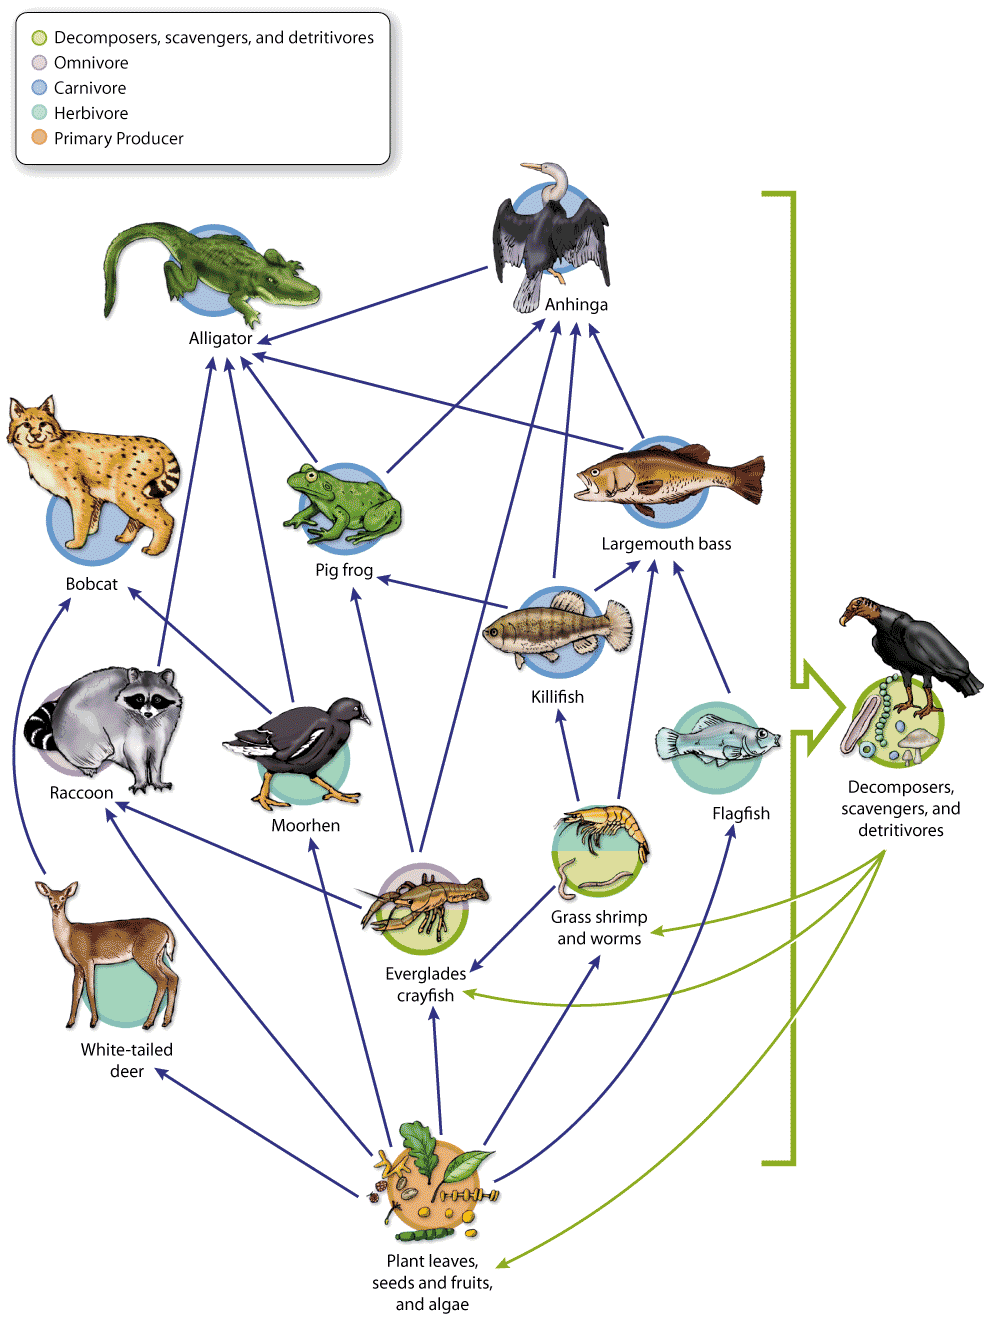 Decomposers, scavengers, and detritivores
Omnivore
Carnivore
Herbivore
Primary Producer
Anhinga
Alligator
Largemouth bass
Pig frog
Bobcat
Killifish
Raccoon
Moorhen
Flagfish
Decomposers,
scavengers, and
detritivores
Grass shrimp
and worms
Everglades
crayfish
White-tailed
deer
Plant leaves,
seeds and fruits,
and algae